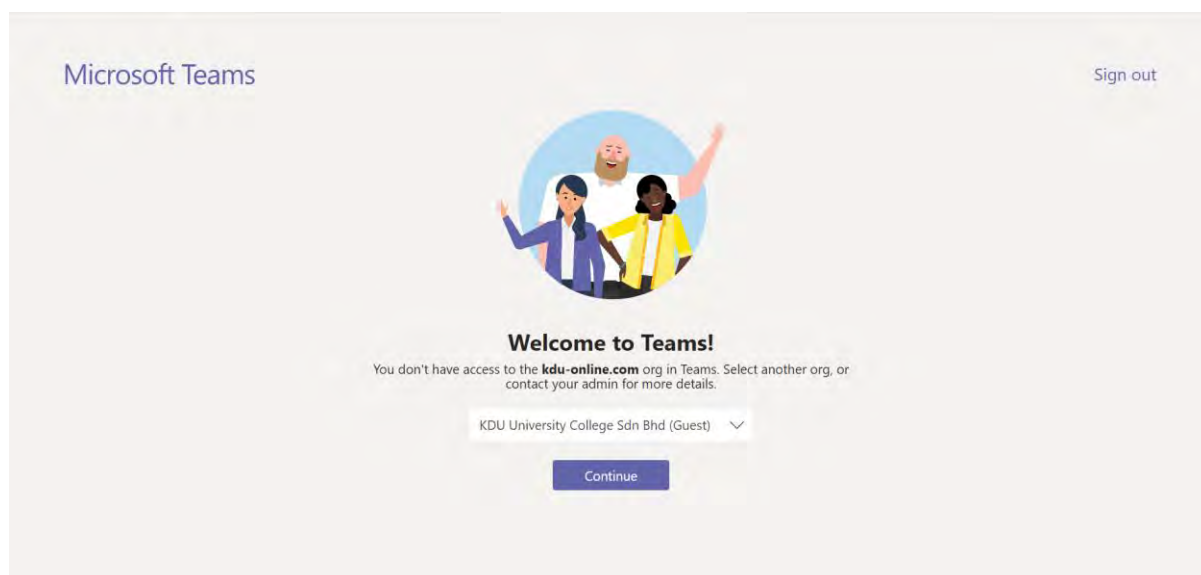 Microsoft Teams
Sign out
Welcome to Teams!
You don't have access to the kdu-online.com org in Teams. Select another org, or
contact your admin for more details.
KDU University College Sdn Bhd (Guest)
Continue